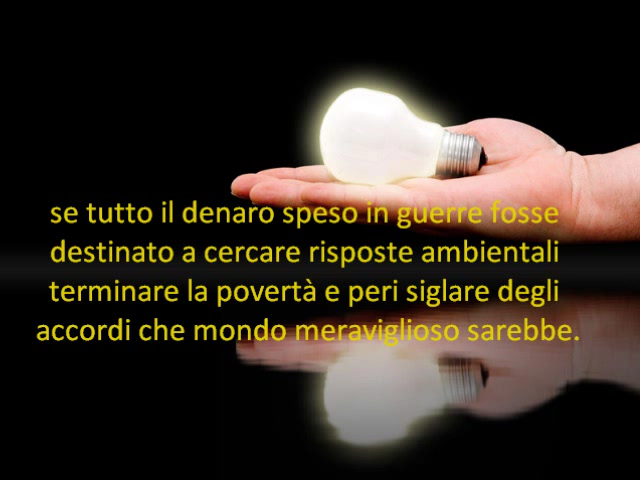 se tutto il denaro speso in guerre fosse
destinato a cercare risposte ambientali
terminare la povertà e peri siglare degli
accordi che mondo meraviglioso sarebbe.